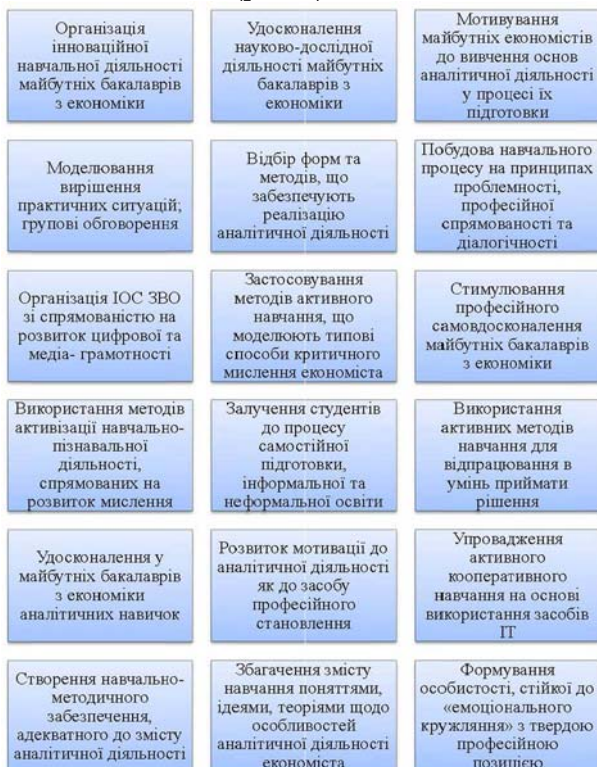 Організація
інноваційної
навчальної діяльності
майбутніх бакалаврів
з економіки
Удосконалення
науково-дослідної
діяльності майбутніх
бакалаврів з
економіки
Мотивування
майбутніх економістів
до вивчення основ
аналітичної діяльності
у процесі їх
підготовки
Моделювання
вирішення
практичних ситуацій;
групові обговорення
Відбір форм та
методів, що
забезпечують
реалізацію
аналітичної діяльності
Побудова навчального
процесу на принципах
проблемності,
професійної
спрямованості та
діалогічності
Організація ІОС ЗВО
зі спрямованістю на
розвиток цифрової та
медіа- грамотності
Застосовування
методів активного
навчання, що
моделюють типові
способи критичного
мислення економіста
Стимулювання
професійного
самовдосконалення
майбутніх бакалаврів
з економіки
Використання методів
активізації навчально-
пізнавальної
діяльності,
спрямованих на
розвиток мислення
Залучення студентів
до процесу
самостійної
підготовки,
інформальної та
неформальної освіти
Використання
активних методів
навчання для
відпрацювання в
умінь приймати
рішення
Удосконалення у
майбутніх бакалаврів
з економіки
аналітичних навичок
Розвиток мотивації до
аналітичної діяльності
як до засобу
професійного
становлення
Упровадження
активного
кооперативного
навчання на основі
використання засобів
ІТ
Створення навчально-
методичного
забезпечення,
адекватного до змісту
аналітичної діяльності
Збагачення змісту
навчання поняттями,
ідеями, теоріями щодо
особливостей
аналітичної діяльності
економіста
Формування
особистості, стійкої до
«емоціонального
кружляння» з твердою
професійною
позицією